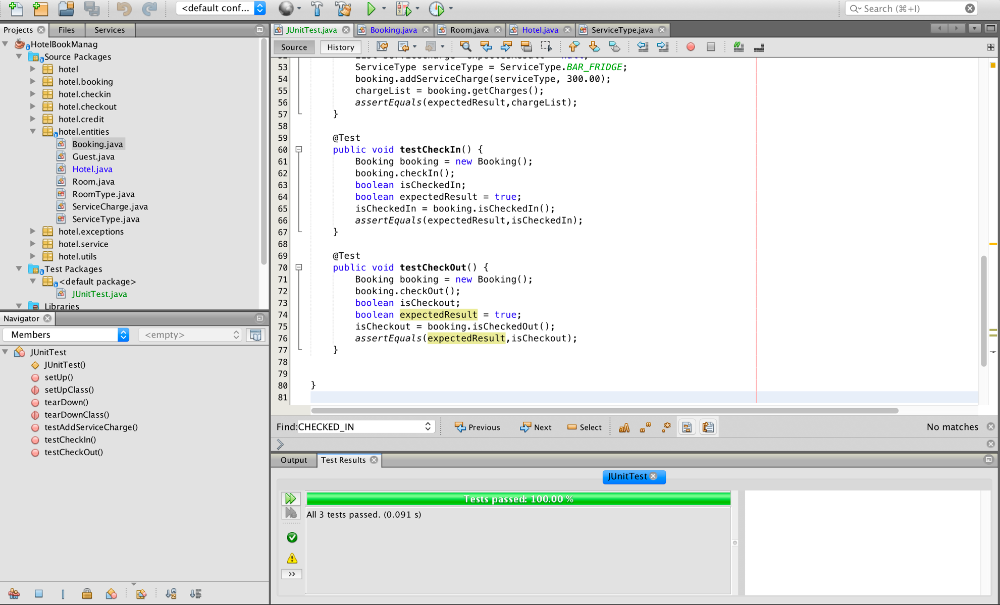 <default conf...
Search (⌘+I)
Projects
Files
Services
HotelBookManag
Source Packages
hotel
hotel.booking
hotel.checkin
hotel.checkout
hotel.credit
hotel.entities
Booking.java
Guest.java
Hotel.java
Room.java
RoomType.java
ServiceCharge.java
ServiceType.java
hotel.exceptions
hotel.service
hotel.utils
Test Packages
<default package>
JUnitTest.java
Libraries
Navigator
Members
<empty>
JUnitTest
JUnitTest()
setUp()
setUpClass()
tearDown()
tearDownClass()
testAddServiceCharge()
testCheckIn()
testCheckOut()
JUnitTest.java
Booking.java
Room.java
Hotel.java
ServiceType.java
Source
History
53 ServiceType serviceType = ServiceType.BAR_FRIDGE;
54 booking.addServiceCharge(serviceType, 300.00);
55 chargeList = booking.getCharges();
56 assertEquals(expectedResult,chargeList);
57 }
58
59 @Test
60 public void testCheckIn() {
61 Booking booking = new Booking();
62 booking.checkIn();
63 boolean isCheckedIn;
64 boolean expectedResult = true;
65 isCheckedIn = booking.isCheckedIn();
66 assertEquals(expectedResult,isCheckedIn);
67 }
68
69 @Test
70 public void testCheckOut() {
71 Booking booking = new Booking();
72 booking.checkOut();
73 boolean isCheckout;
74 boolean expectedResult = true;
75 isCheckout = booking.isCheckedOut();
76 assertEquals(expectedResult,isCheckout);
77 }
78
79
80 }
81
Find: CHECKED_IN
Previous
Next
Select
No matches
Output
Test Results
JUnitTest
Tests passed: 100.00 %
All 3 tests passed. (0.091 s)